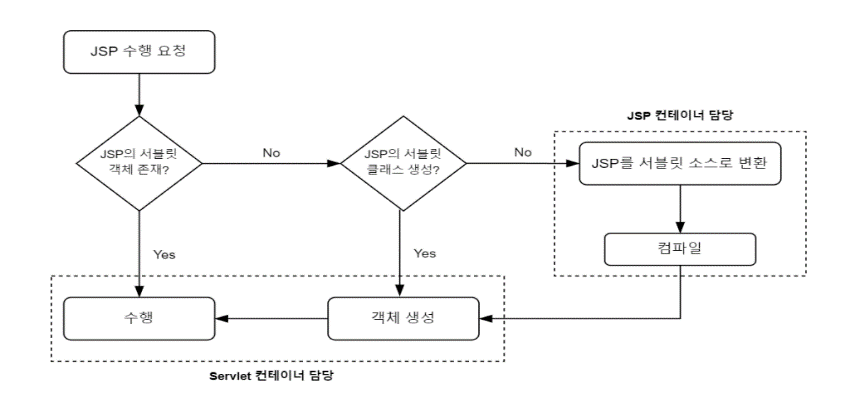 JSP 수행 요청
JSP 컨테이너 담당
JSP의 서블릿
객체 존재?
No
JSP의 서블릿
클래스 생성?
No
JSP를 서블릿 소스로 변환
Yes
Yes
컴파일
수행
객체 생성
Servlet 컨테이너 담당